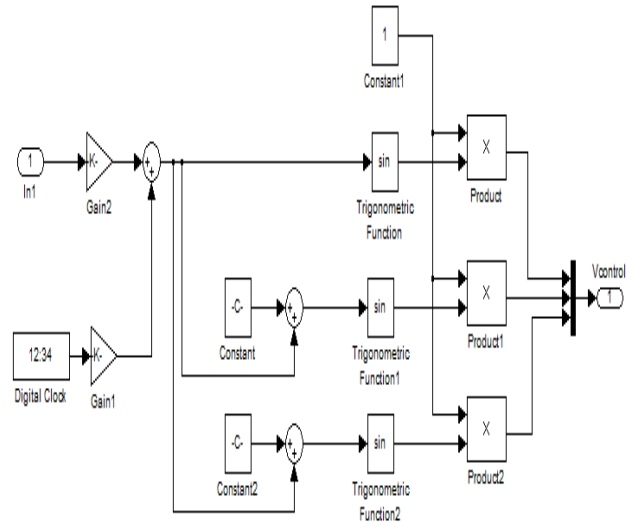 1
Constant1
1
In1
-K-
Gain2
+
+
sin
Trigonometric
Function
X
Product
Vcontrol
1
-C-
Constant
+
+
sin
Trigonometric
Function1
X
Product1
12:34
Digital Clock
-K-
Gain1
-C-
Constant2
+
+
sin
Trigonometric
Function2
X
Product2